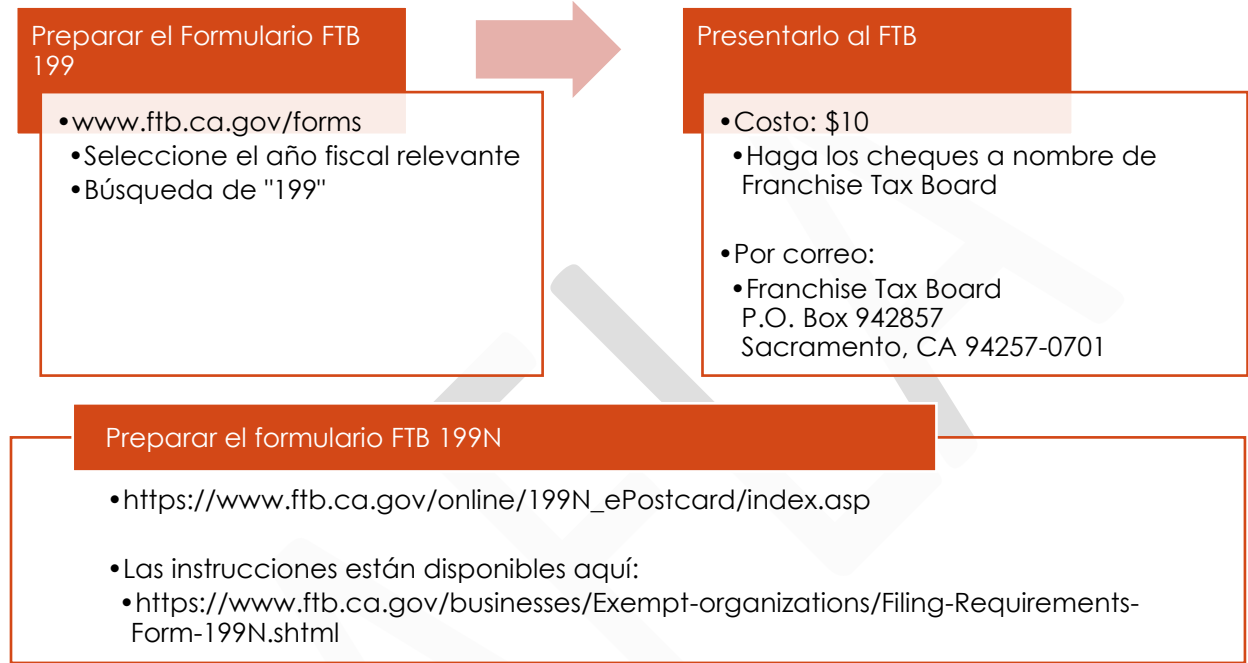 Preparar el Formulario FTB
199
•www.ftb.ca.gov/forms
•Seleccione el año fiscal relevante
•Búsqueda de "199"
Presentarlo al FTB
•Costo: $10
•Haga los cheques a nombre de
Franchise Tax Board
•Por correo:
•Franchise Tax Board
P.O. Box 942857
Sacramento, CA 94257-0701
Preparar el formulario FTB 199N
•https://www.ftb.ca.gov/online/199N_ePostcard/index.asp
•Las instrucciones están disponibles aquí:
•https://www.ftb.ca.gov/businesses/Exempt-organizations/Filing-Requirements-
Form-199N.shtml